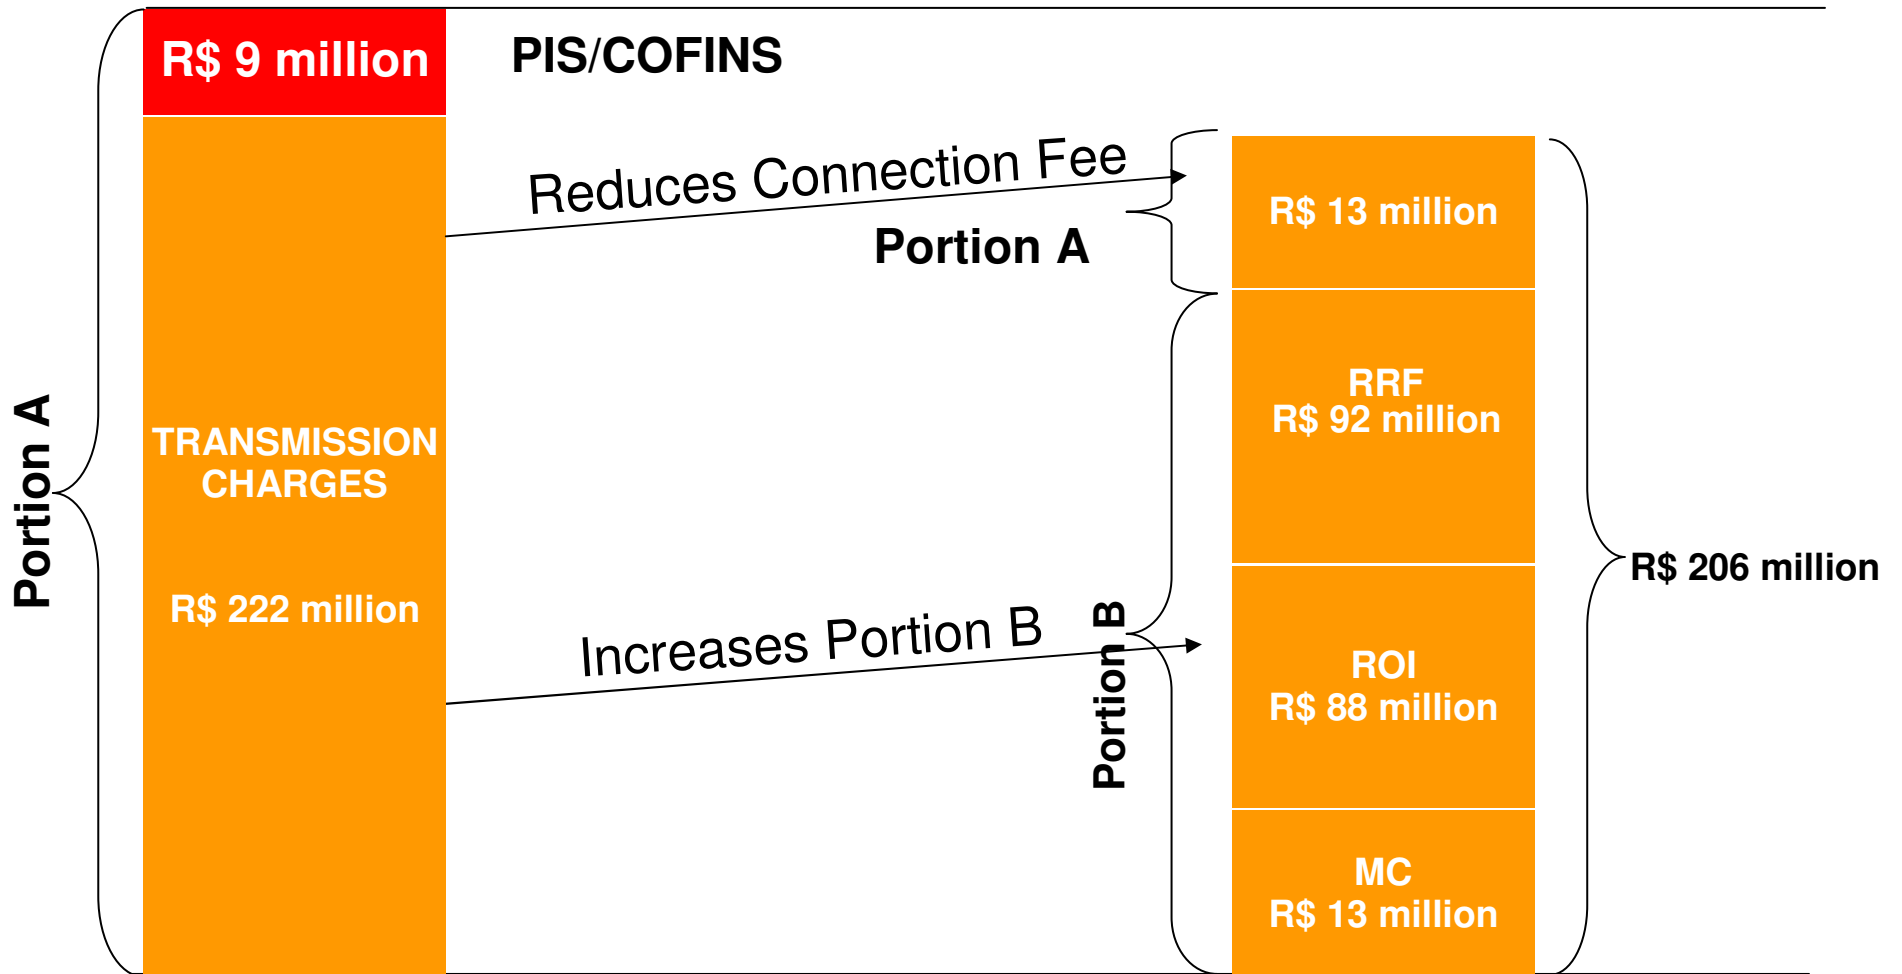 R$ 9 million
PIS/COFINS
Reduces Connection Fee
R$ 13 million
Portion A
RRF
R$ 92 million
Portion A
TRANSMISSION
CHARGES
R$ 206 million
R$ 222 million
Increases Portion B
Portion B
ROI
R$ 88 million
MC
R$ 13 million